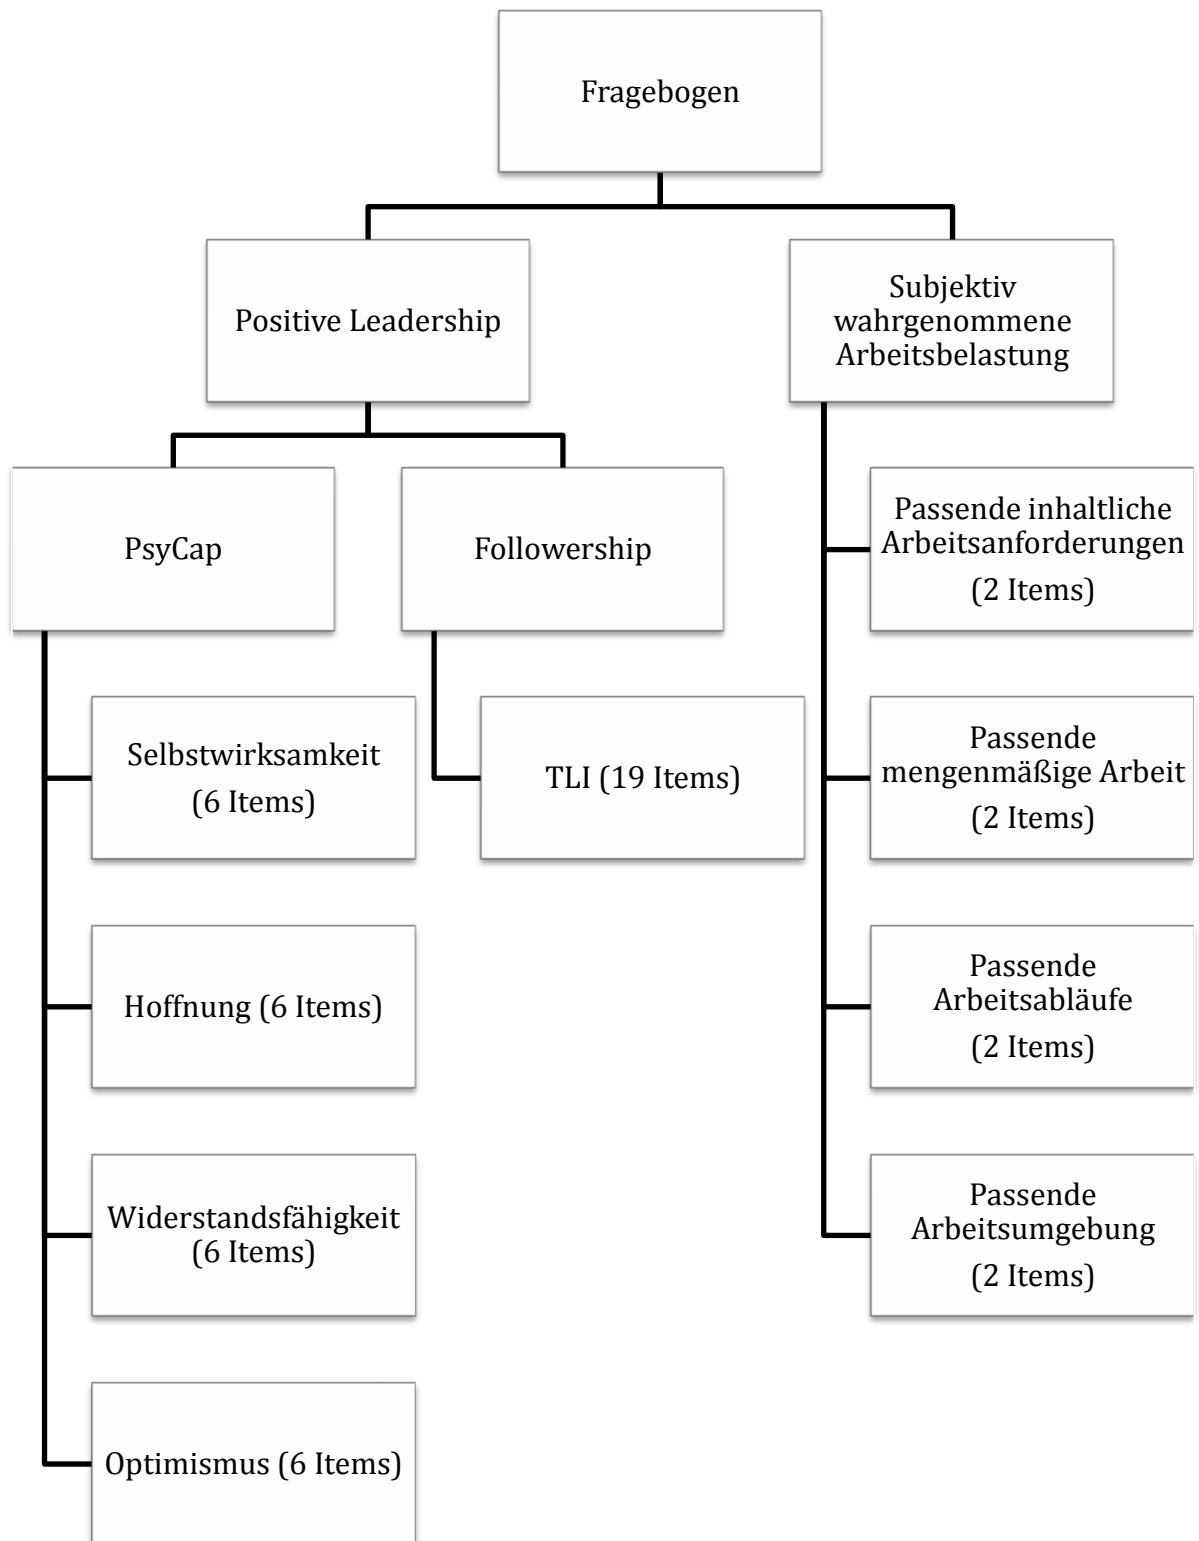 Fragebogen
Positive Leadership
Subjektiv
wahrgenommene
Arbeitsbelastung
PsyCap
Followership
Passende inhaltliche
Arbeitsanforderungen
(2 Items)
Selbstwirksamkeit
(6 Items)
TLI (19 Items)
Passende
mengenmäßige Arbeit
(2 Items)
Hoffnung (6 Items)
Passende
Arbeitsabläufe
(2 Items)
Widerstandsfähigkeit
(6 Items)
Passende
Arbeitsumgebung
(2 Items)
Optimismus (6 Items)